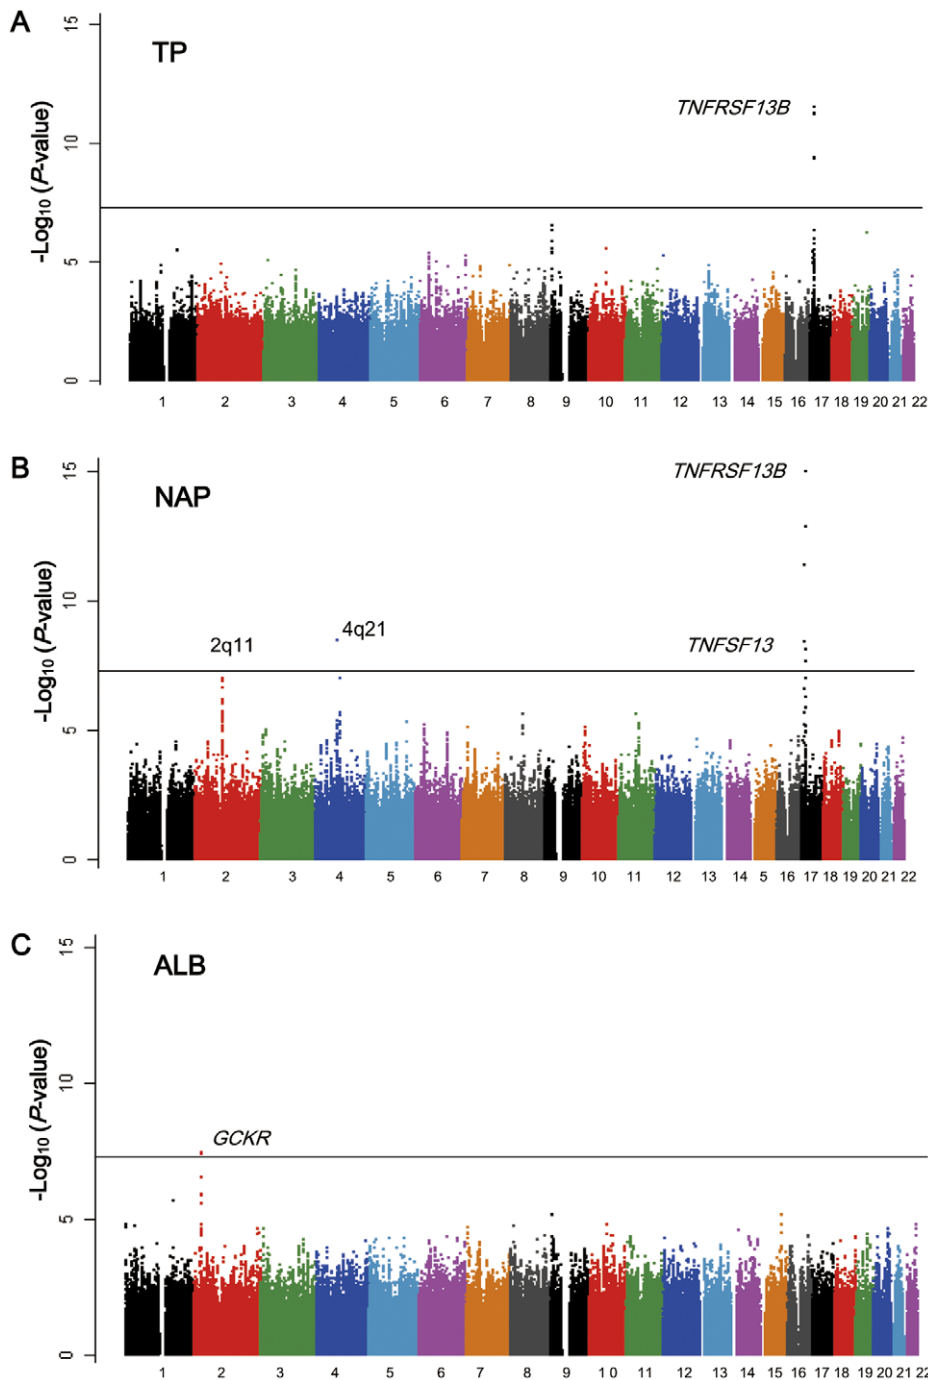 A
TP
-Log₁₀ (P-value)
15
10
5
0
TNFRSF13B
1 2 3 4 5 6 7 8 9 10 11 12 13 14 15 16 17 18 19 20 21 22
B
NAP
-Log₁₀ (P-value)
15
10
5
0
TNFRSF13B
4q21
2q11
TNFSF13
1 2 3 4 5 6 7 8 9 10 11 12 13 14 5 16 17 18 19 20 21 22
C
ALB
-Log₁₀ (P-value)
15
10
5
0
GCKR
1 2 3 4 5 6 7 8 9 1 0 11 12 13 14 15 16 17 18 19 20 21 22